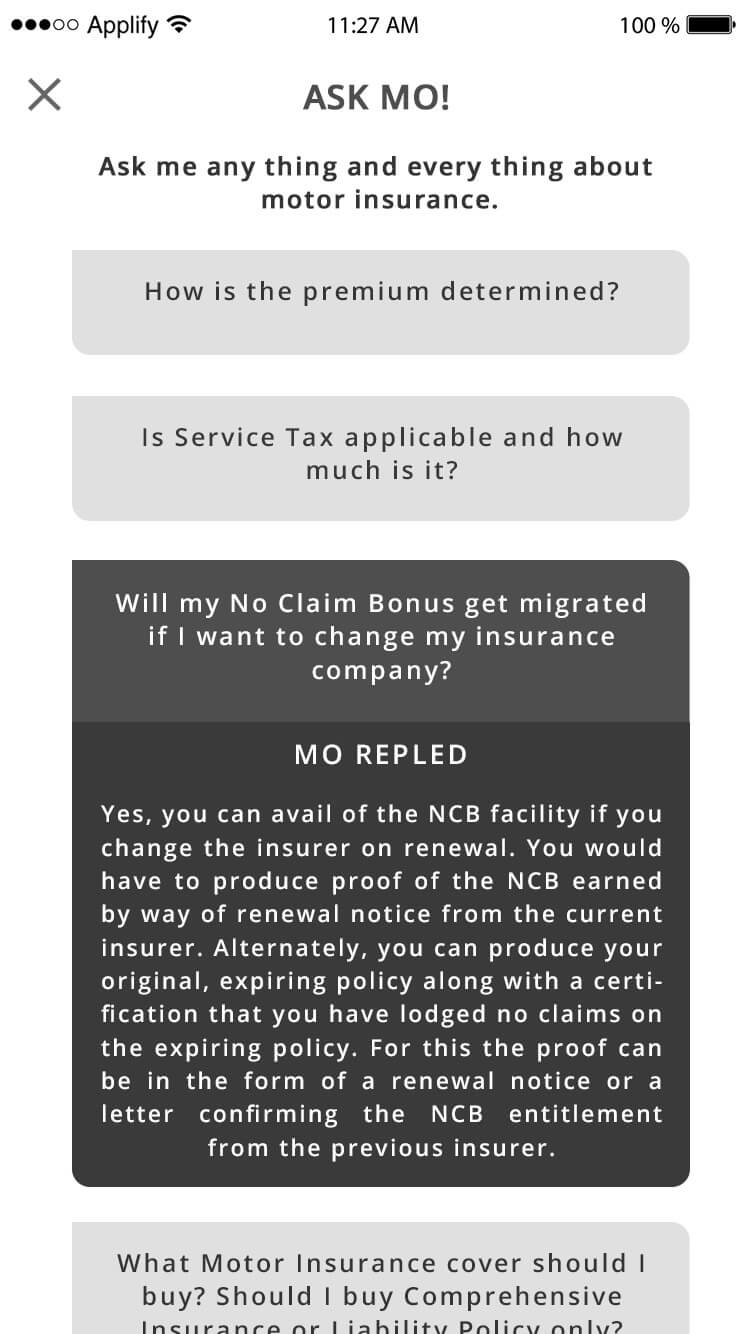 Applify 11:27 AM 100 %
ASK MO!
Ask me any thing and every thing about
motor insurance.
How is the premium determined?
Is Service Tax applicable and how
much is it?
Will my No Claim Bonus get migrated
if I want to change my insurance
company?
MO REPLED
Yes, you can avail of the NCB facility if you
change the insurer on renewal. You would
have to produce proof of the NCB earned
by way of renewal notice from the current
insurer. Alternately, you can produce your
original, expiring policy along with a certi-
fication that you have lodged no claims on
the expiring policy. For this the proof can
be in the form of a renewal notice or a
letter confirming the NCB entitlement
from the previous insurer.
What Motor Insurance cover should I
buy? Should I buy Comprehensive
Insurance or Liability Policy only?